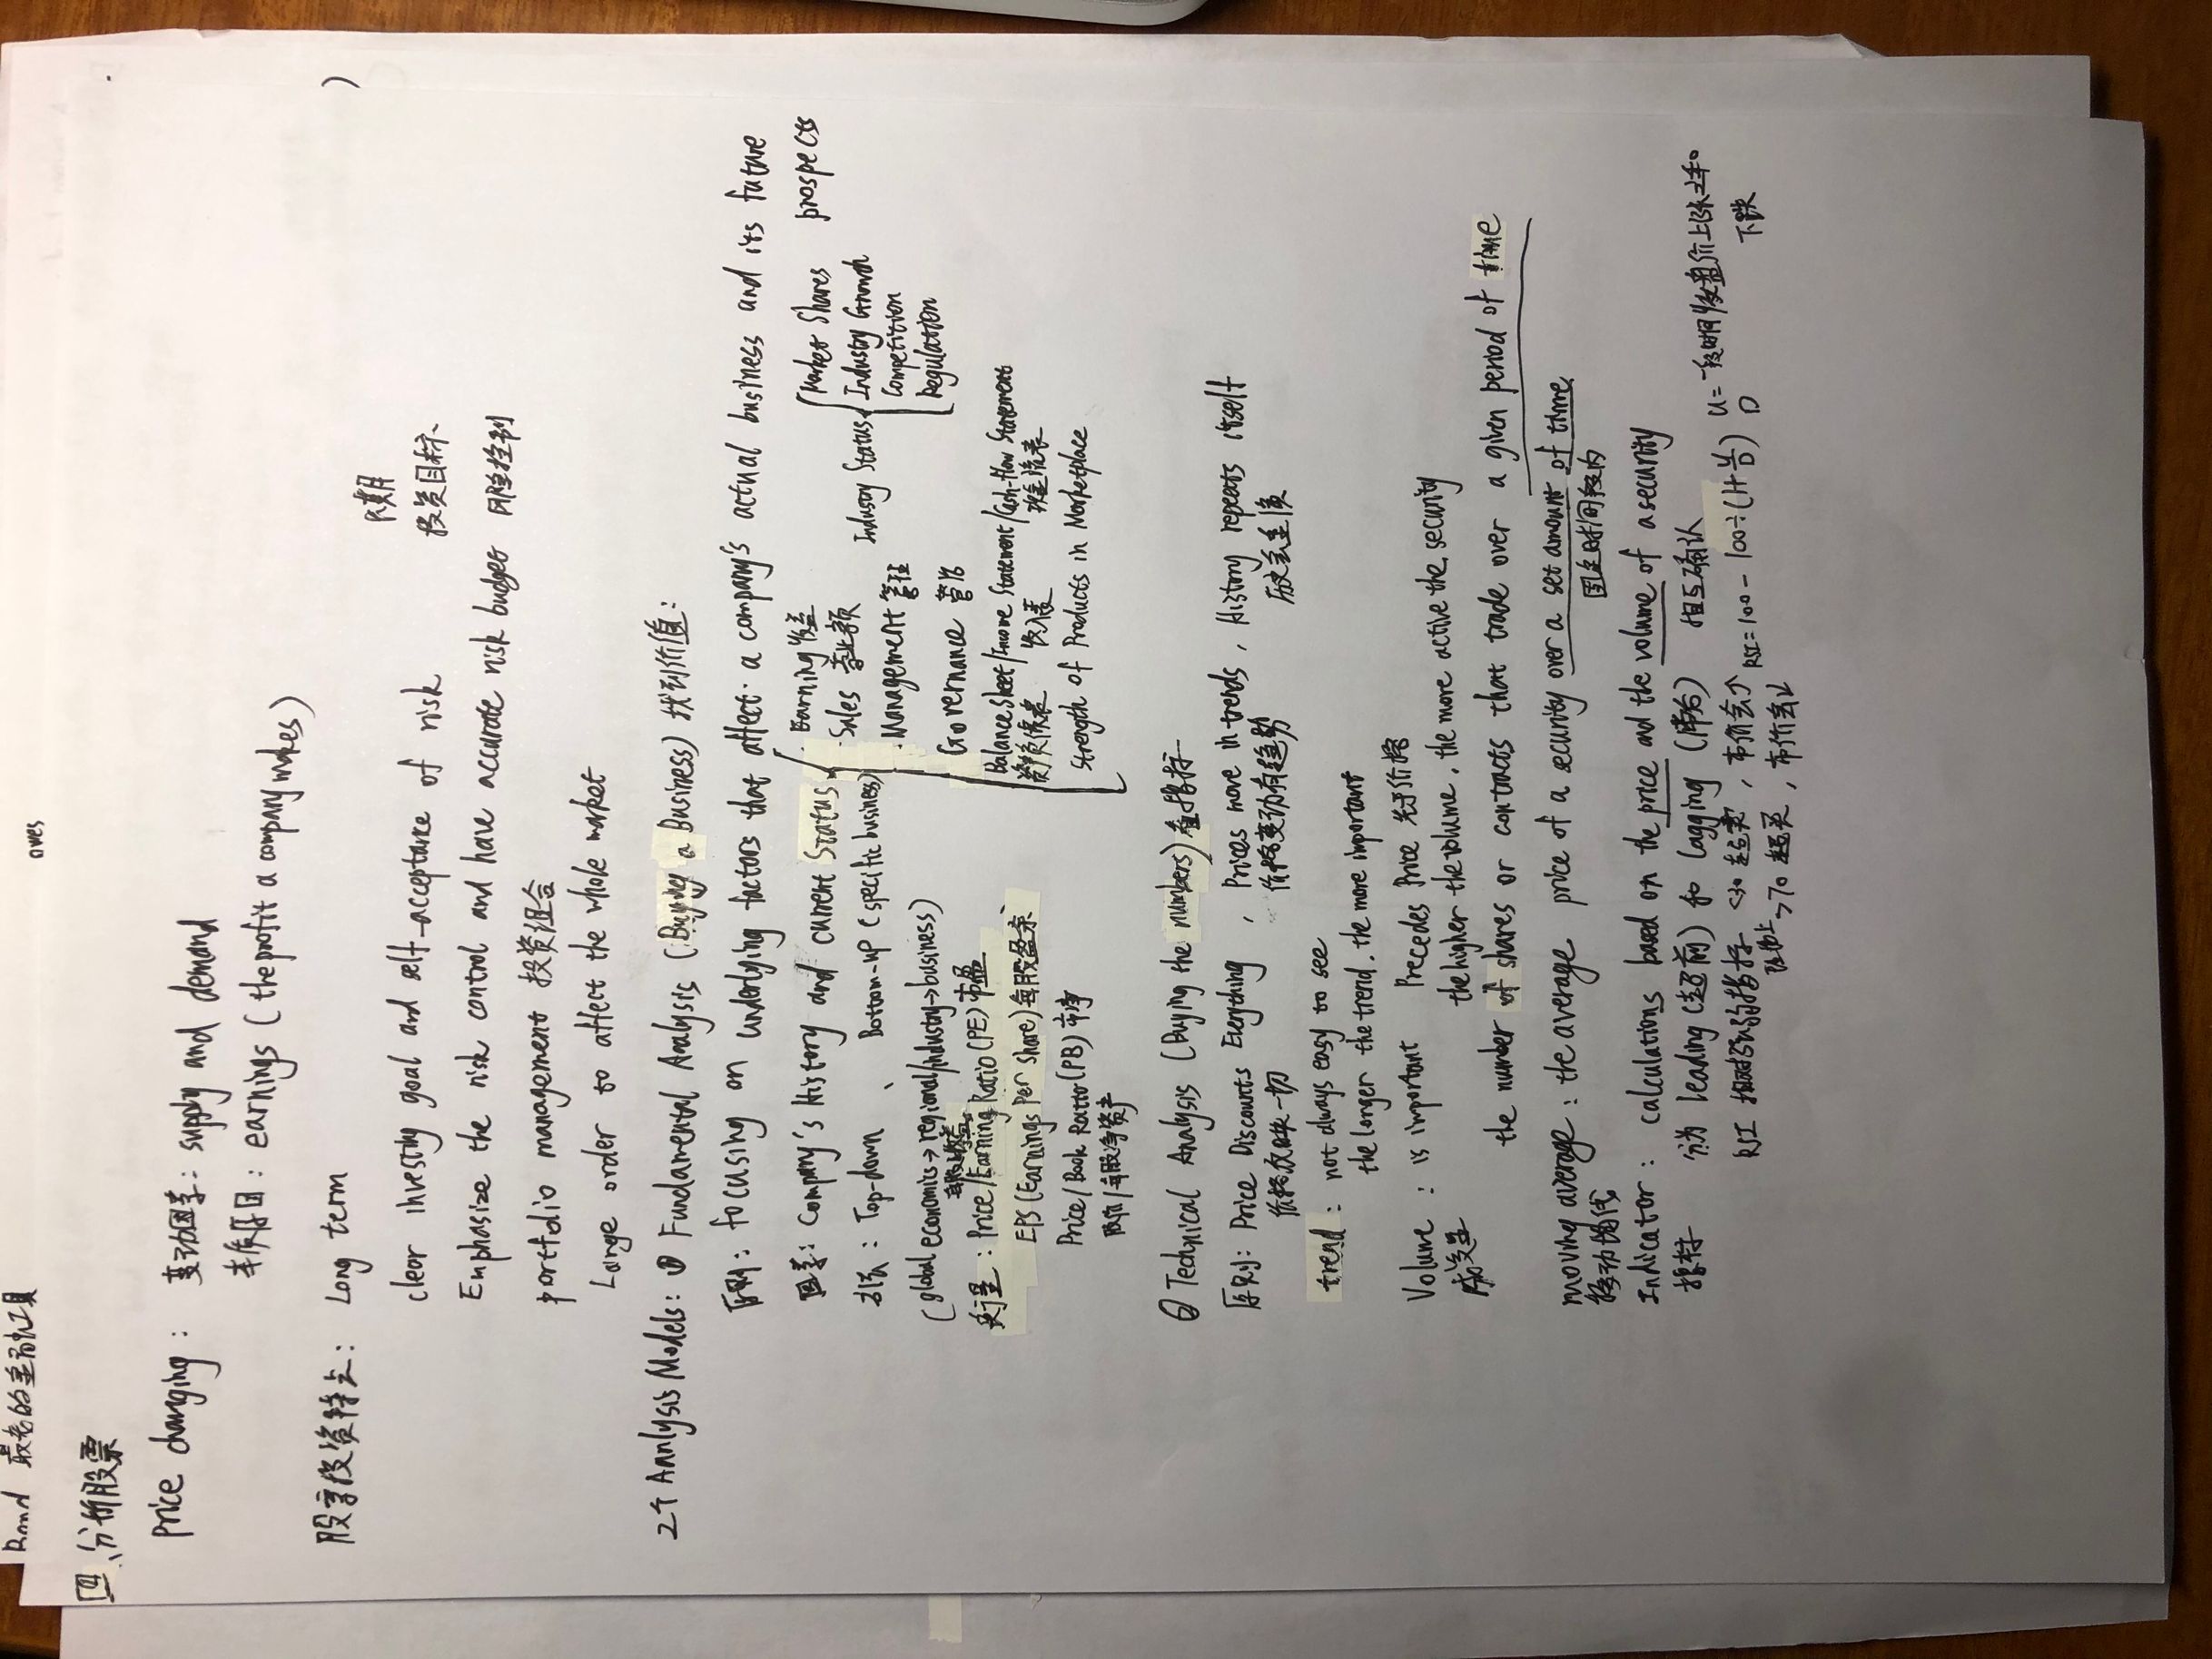 Bond 最老的金融工具
owes
四、分析股票
price changing : 变动因素: supply and demand
本质原因: earnings ( the profit a company makes )
股票投资特点: Long term
长期
clear investing goal and self-acceptance of risk 投资目标
Emphasize the risk control and have accurate risk budget 风险控制
portfolio management 投资组合
Large order to affect the whole market
2个 Aanlysis Models: ① Fundamental Analysis (Buying a Business) 找到价值:
原则: focusing on underlying factors that affect a company's actual business and its future
prospects
因素: Company's History and current Status
· Earning 收益
· Sales 营业额
· Management 管理
Governance 管治
Balance Sheet/Income Statement/Cash-flow Statement
资产负债表 收入表 现金流表
Strength of Products in Marketplace
Industry Status
Market Shares
Industry Growth
Competition
Regulation
方法: Top-down 、 Bottom-up (specific business)
(global economics→regional/industry→business)
每股收益
衡量: Price/Earning Ratio (PE) 市盈
EPS (Earnings Per share) 每股盈余
Price/Book Ratio (PB) 市净
股价/每股净资产
② Technical Analysis (Buying the numbers) 看指标
原则: Price Discounts Everything , Prices move in trends , History repeats itself
价格反映一切 价格变动有趋势 历史会重演
trend : not always easy to see
the longer the trend, the more important
Volume : is important Precedes Price 先于价格
成交量 the higher the volume, the more active the security
the number of shares or contracts that trade over a given period of time
moving average : the average price of a security over a set amount of time
移动均线 固定时间段内
Indicator : calculations based on the price and the volume of a security
指标 分为 leading (超前) 和 lagging (滞后) 相互确认
RSI 相对强弱指标 <30 超卖 , 市价会↑ RSI=100 - 100÷(1+U/D) U=一段时间收盘价上涨之和
D 下跌
>70 超买 , 市价会↓